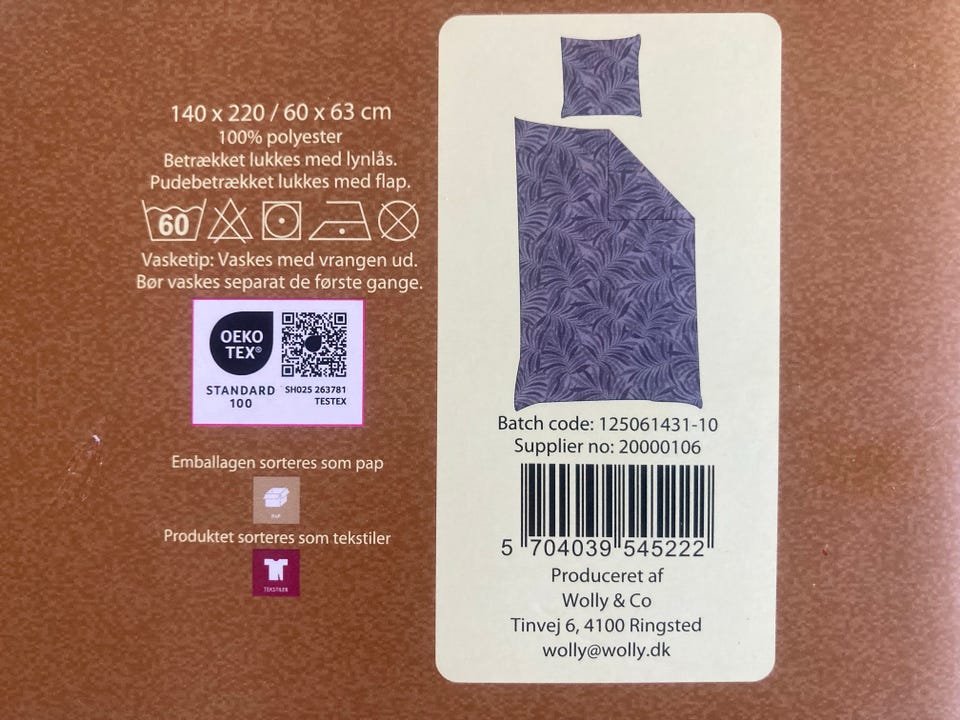 140 x 220 / 60 x 63 cm
100% polyester
Betrækket lukkes med lynlås.
Pudebetrækket lukkes med flap.
60
Vasketip: Vaskes med vrangen ud.
Bør vaskes separat de første gange.
OEKO
TEX®
STANDARD
100
SH025 263781
TESTEX
Emballagen sorteres som pap
PAP
Produktet sorteres som tekstiler
TEKSTILER
Batch code: 125061431-10
Supplier no: 20000106
5 704039 545222
Produceret af
Wolly & Co
Tinvej 6, 4100 Ringsted
wolly@wolly.dk